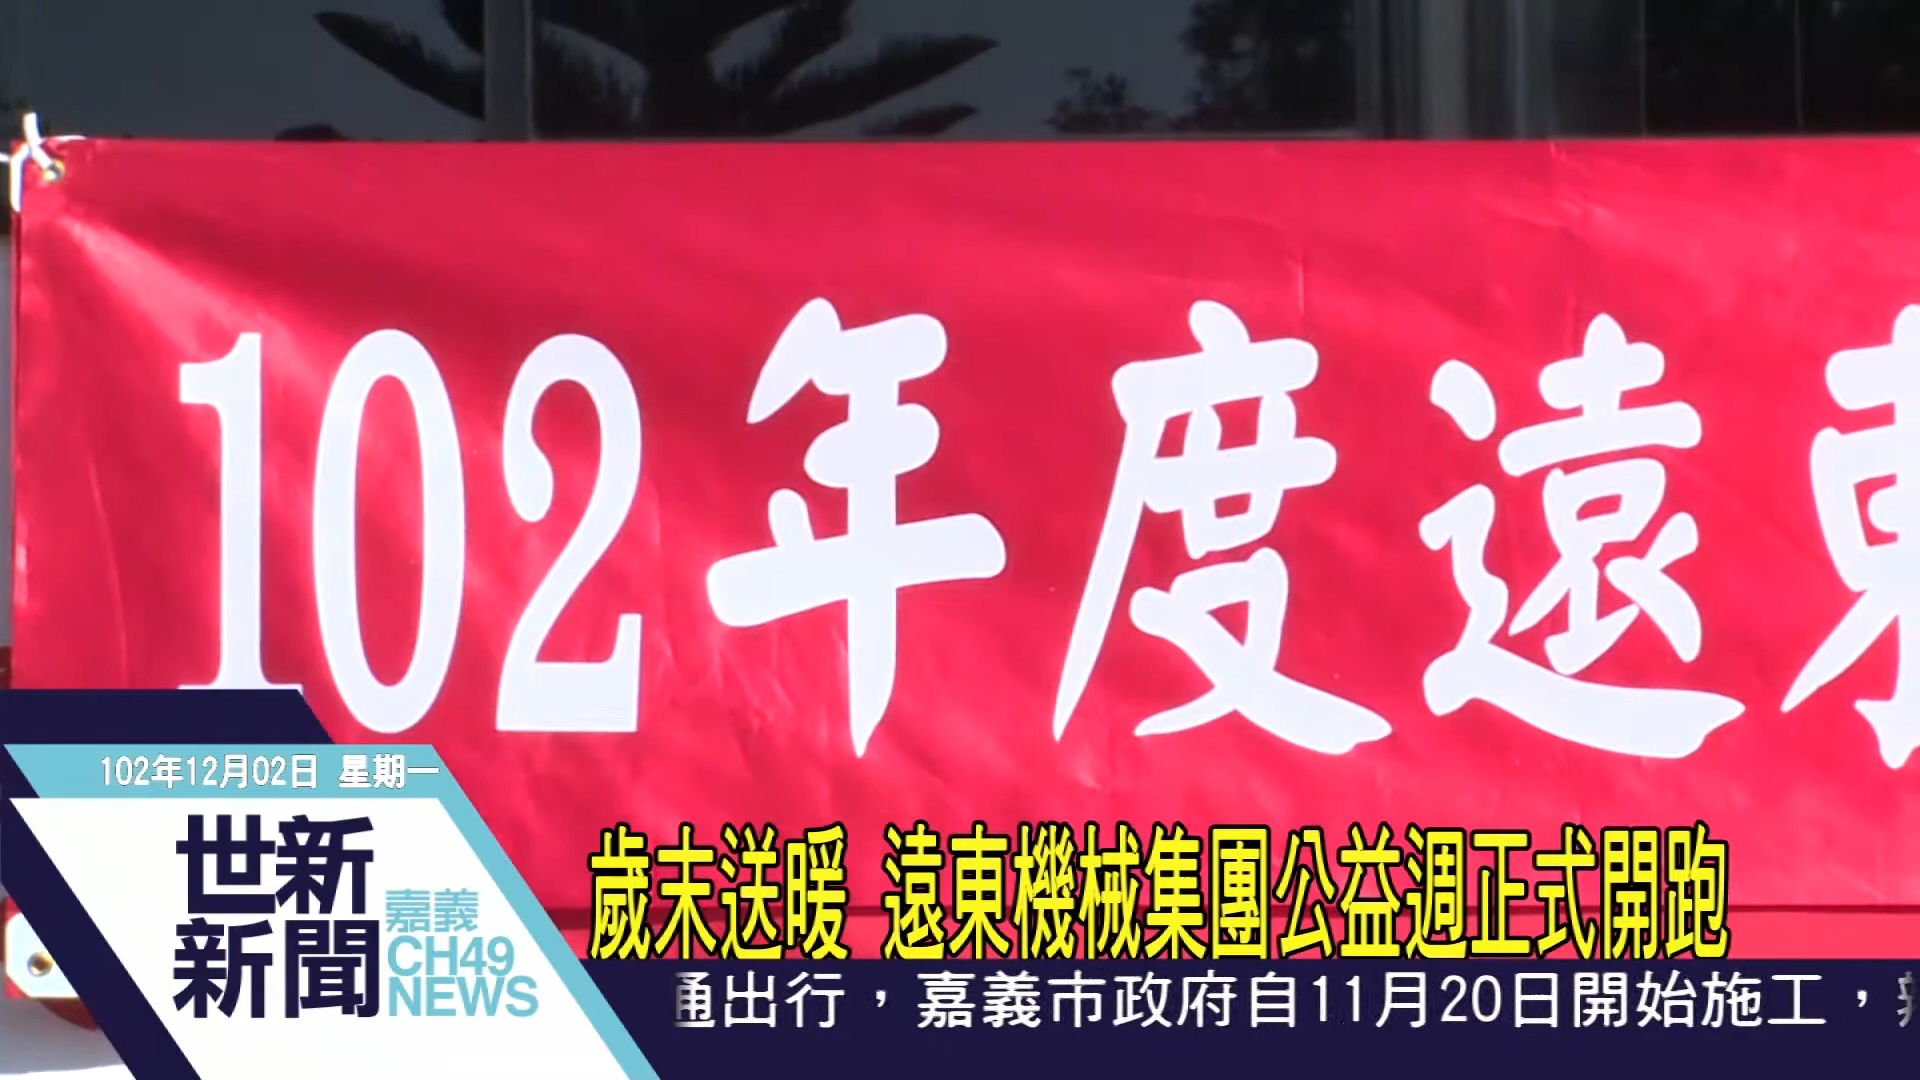 102年度遠東
102年12月02日 星期一
世新
新聞
嘉義
CH49
NEWS
歲末送暖 遠東機械集團公益週正式開跑
通出行，嘉義市政府自11月20日開始施工，